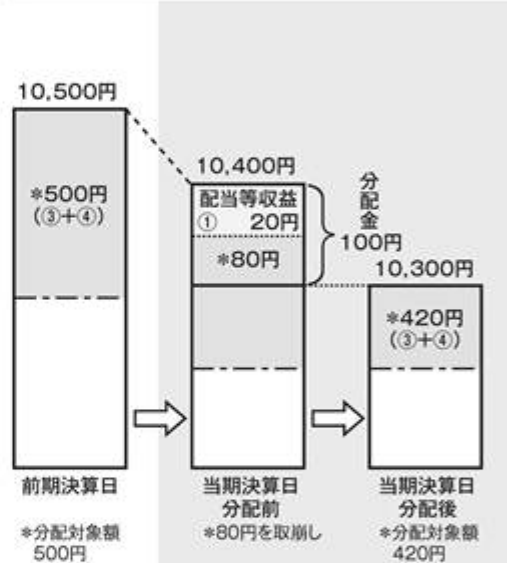 10,500円
*500円
(③+④)
前期決算日
*分配対象額
500円
10,400円
配当等収益
① 20円
*80円
分配金
100円
当期決算日
分配前
*80円を取崩し
10,300円
*420円
(③+④)
当期決算日
分配後
*分配対象額
420円